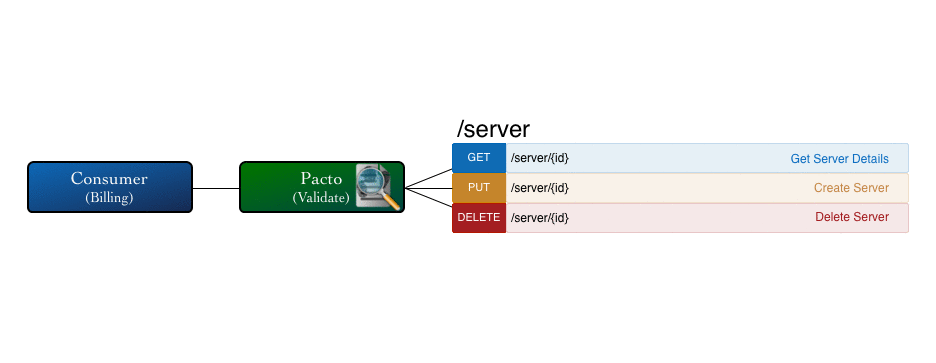 /server
Consumer
(Billing)
Pacto
(Validate)
GET /server/{id} Get Server Details
PUT /server/{id} Create Server
DELETE /server/{id} Delete Server